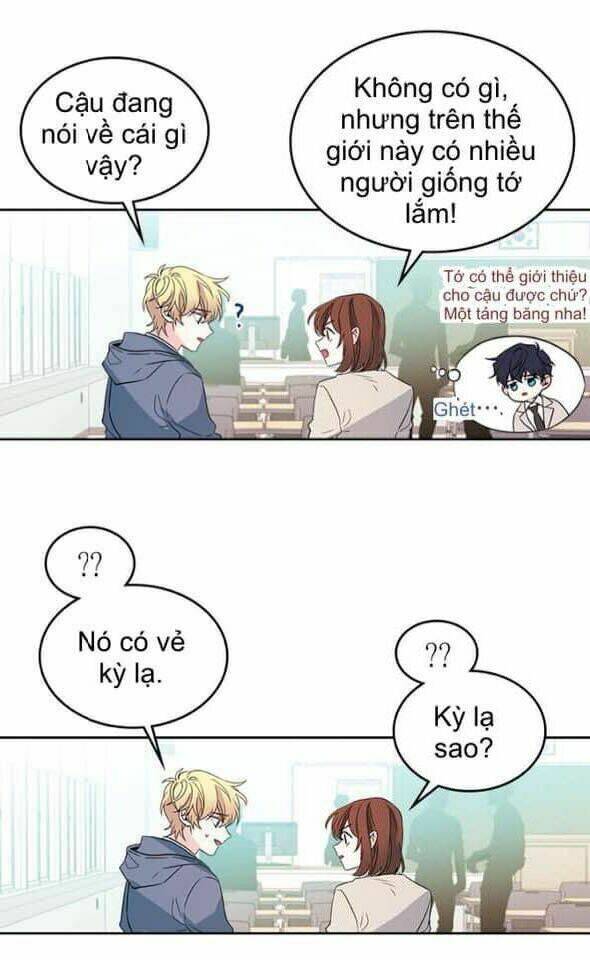 Cậu đang
nói về cái gì
vậy?
Không có gì,
nhưng trên thế
giới này có nhiều
người giống tớ
lắm!
?
Tớ có thể giới thiệu
cho cậu được chứ?
Một tảng băng nha!
Ghét....
??
Nó có vẻ
kỳ lạ.
??
Kỳ lạ
sao?